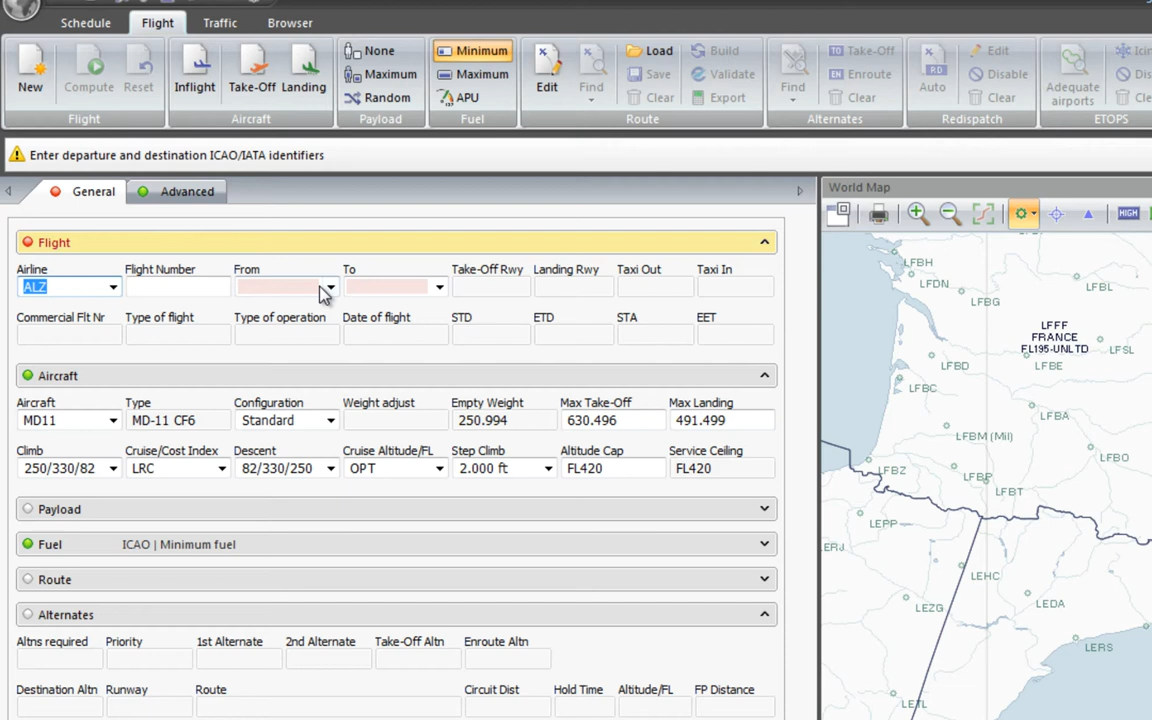 Schedule Flight Traffic Browser
New Compute Reset
Flight
Inflight Take-Off Landing
Aircraft
None
Maximum
Random
Payload
Minimum
Maximum
APU
Fuel
Edit Find
Load Build
Save Validate
Clear Export
Route
Find
TO Take-Off
EN Enroute
Clear
Alternates
RD
Auto
Edit
Disable
Clear
Redispatch
Adequate
airports
Icin
Dis
Cle
ETOPS
Enter departure and destination ICAO/IATA identifiers
General Advanced
Flight
Airline Flight Number From To Take-Off Rwy Landing Rwy Taxi Out Taxi In
ALZ
Commercial Flt Nr Type of flight Type of operation Date of flight STD ETD STA EET
Aircraft
Aircraft Type Configuration Weight adjust Empty Weight Max Take-Off Max Landing
MD11 MD-11 CF6 Standard 250.994 630.496 491.499
Climb Cruise/Cost Index Descent Cruise Altitude/FL Step Climb Altitude Cap Service Ceiling
250/330/82 LRC 82/330/250 OPT 2.000 ft FL420 FL420
Payload
Fuel ICAO | Minimum fuel
Route
Alternates
Altns required Priority 1st Alternate 2nd Alternate Take-Off Altn Enroute Altn
Destination Altn Runway Route Circuit Dist Hold Time Altitude/FL FP Distance
World Map
HIGH
LFBH
LFDN
LFBG
LFBL
LFFF
FRANCE
FL195-UNLTD
LFSL
LFBD
LFBE
LFBC
LFBA
LFBM (Mil)
LFBO
LFBZ
LFBP
LFBT
LEPP
LERJ
LEHC
LEZG
LEDA
LERS
LETL